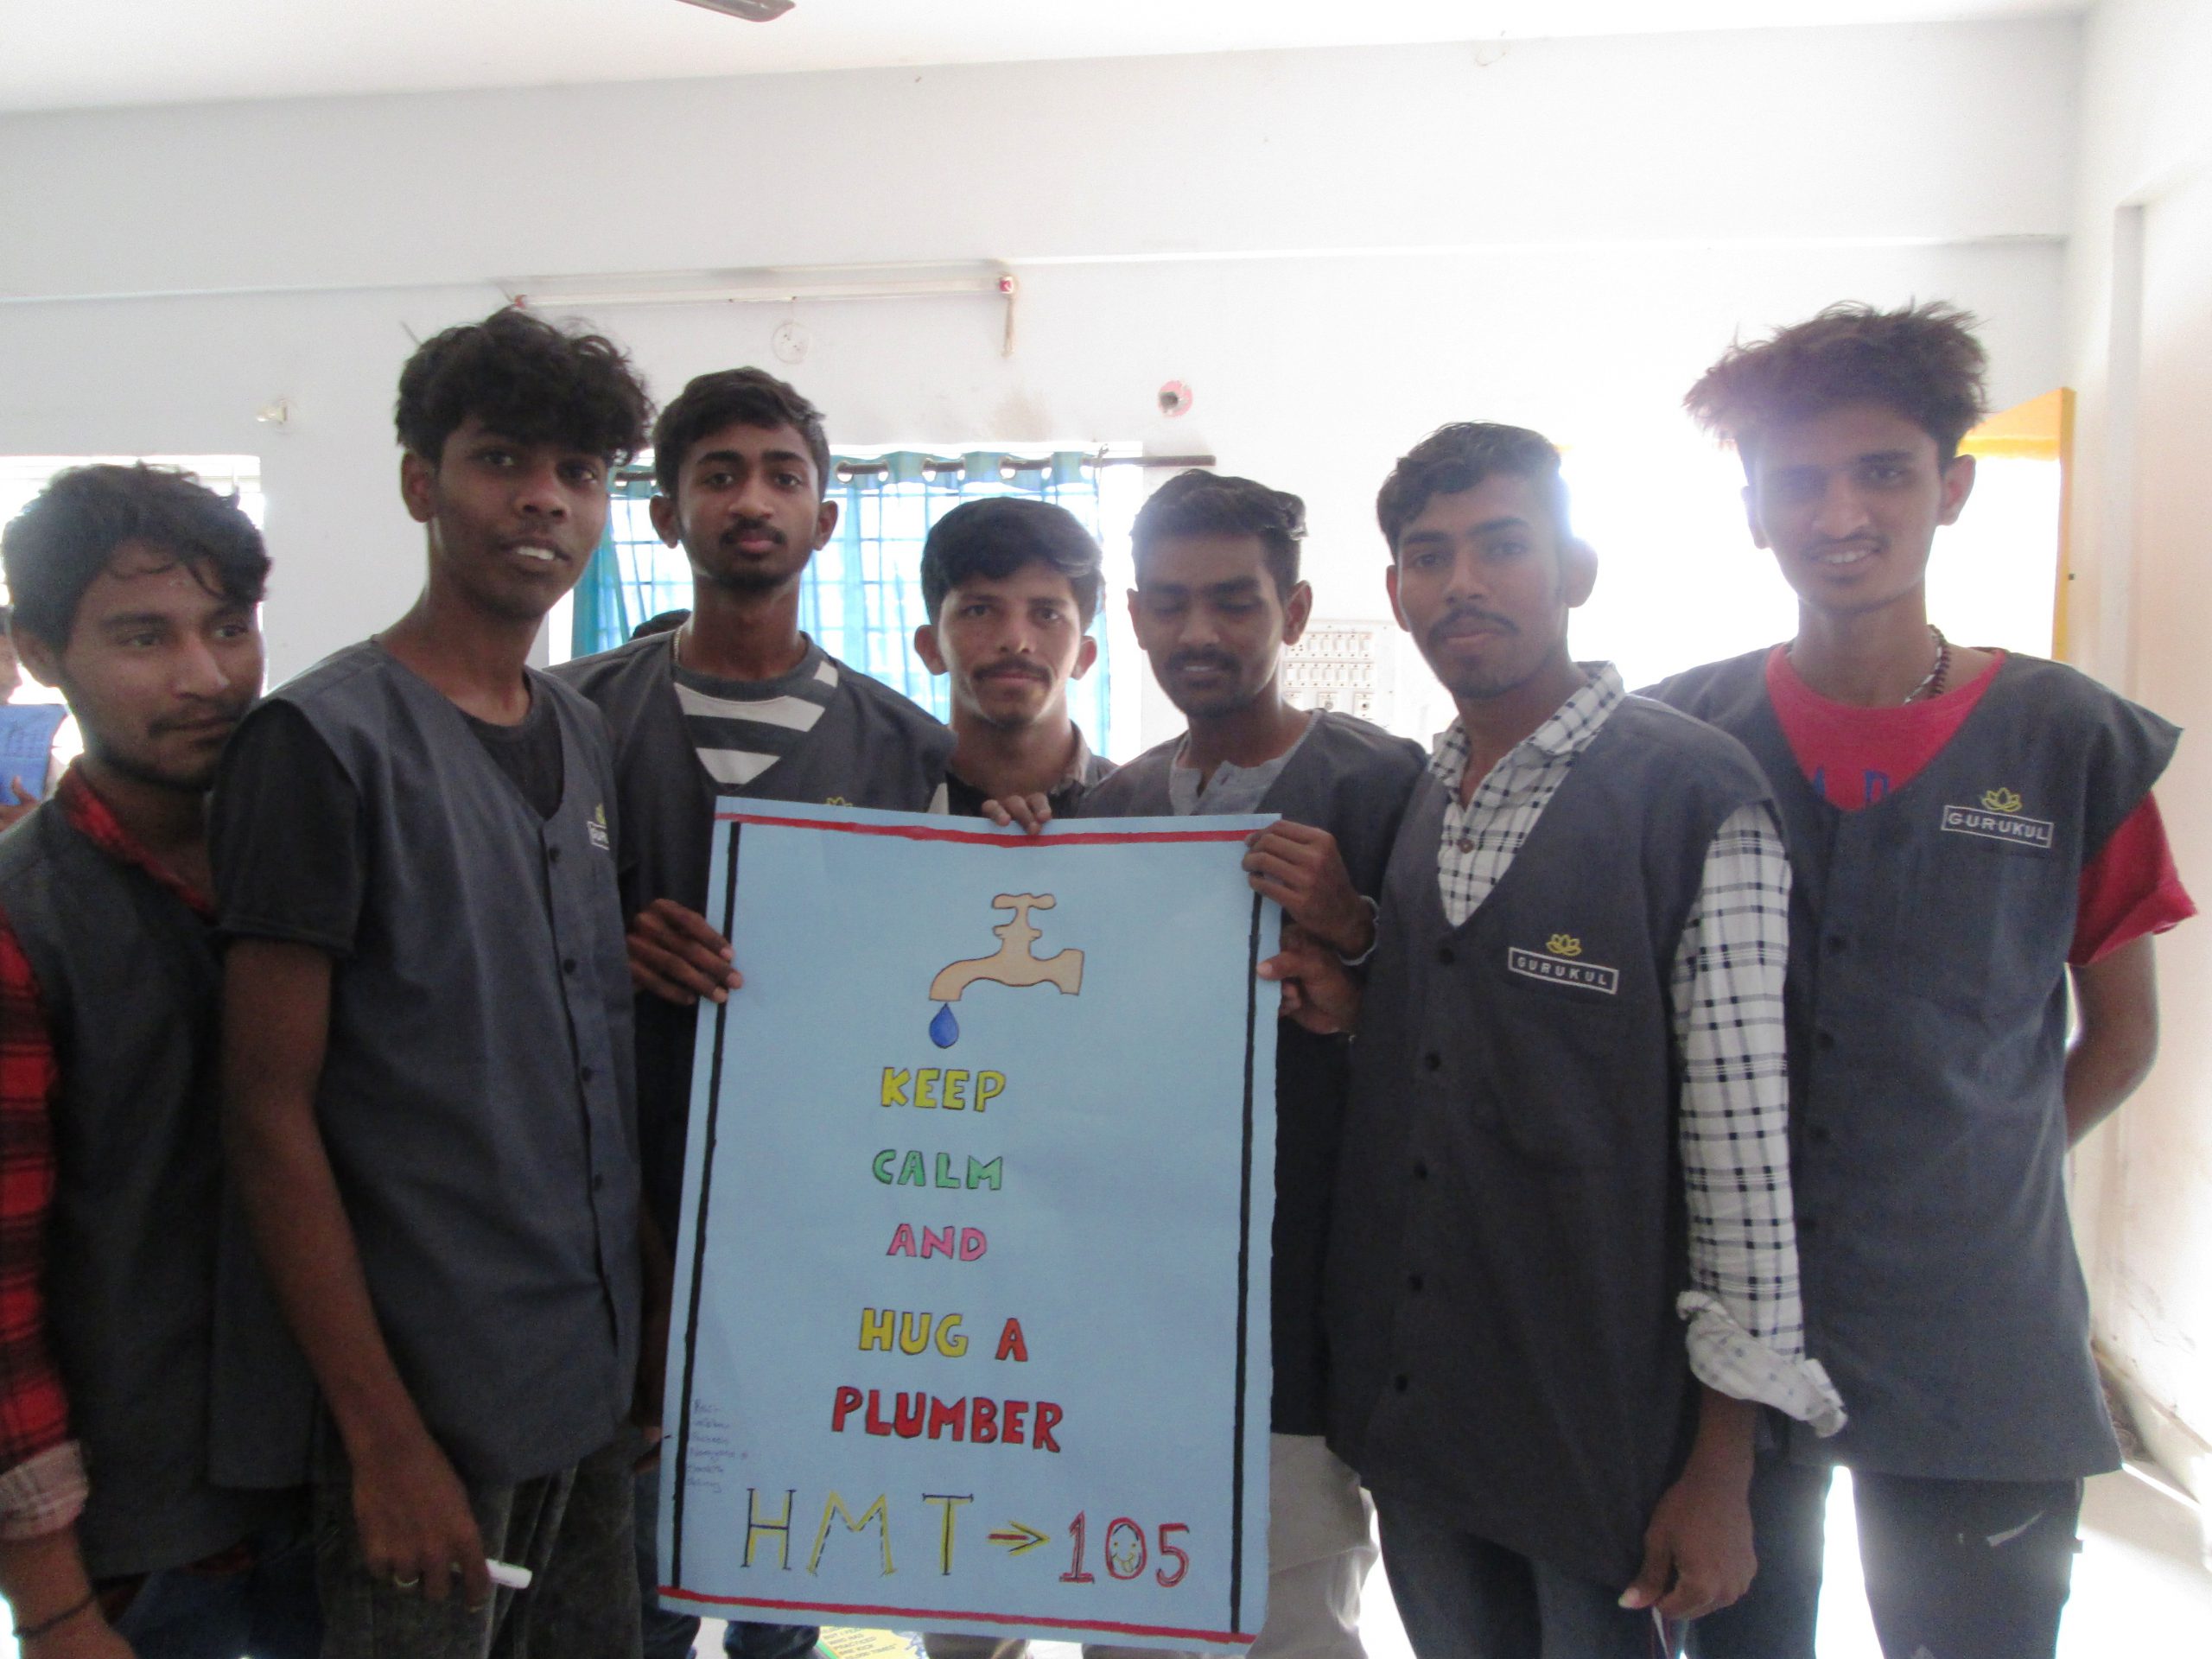 KEEP
CALM
AND
HUG A
PLUMBER
HMT → 105
GURUKUL
GURUKUL